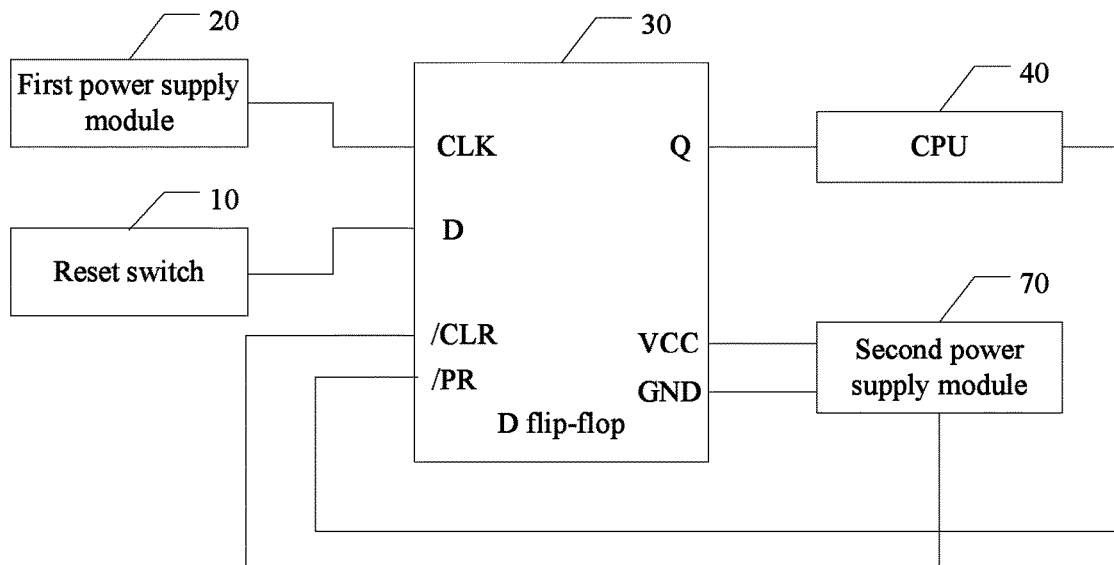 20
First power supply
module
10
Reset switch
30
CLK
D
/CLR
/PR
Q
VCC
GND
D flip-flop
40
CPU
70
Second power
supply module